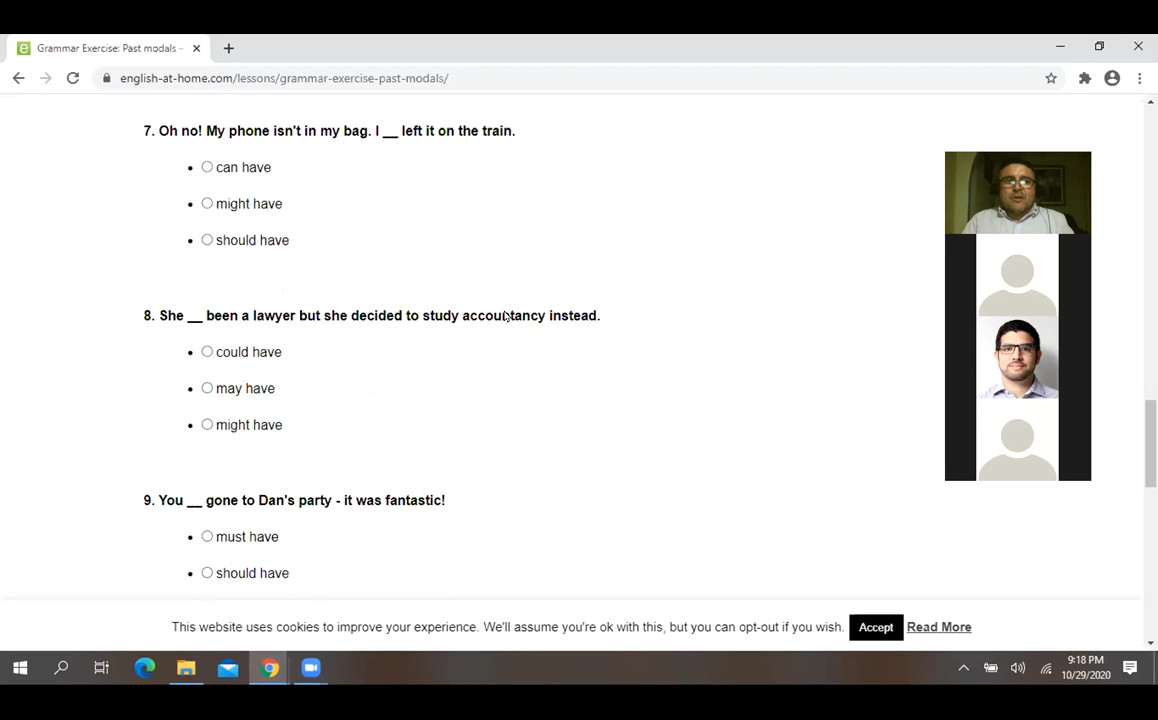 Grammar Exercise: Past modals –
english-at-home.com/lessons/grammar-exercise-past-modals/
7. Oh no! My phone isn't in my bag. I __ left it on the train.
can have
might have
should have
8. She __ been a lawyer but she decided to study accountancy instead.
could have
may have
might have
9. You __ gone to Dan's party - it was fantastic!
must have
should have
This website uses cookies to improve your experience. We'll assume you're ok with this, but you can opt-out if you wish. Accept Read More
9:18 PM
10/29/2020